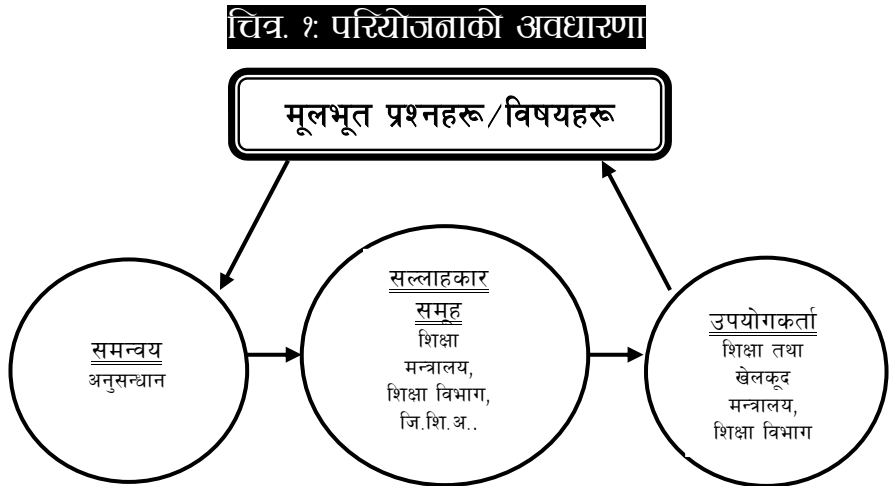 चित्र. १: परियोजनाको अवधारणा
मूलभूत प्रश्नहरू/विषयहरू
समन्वय
अनुसन्धान
सल्लाहकार
समूह
शिक्षा
मन्त्रालय,
शिक्षा विभाग,
जि.शि.अ..
उपयोगकर्ता
शिक्षा तथा
खेलकूद
मन्त्रालय,
शिक्षा विभाग